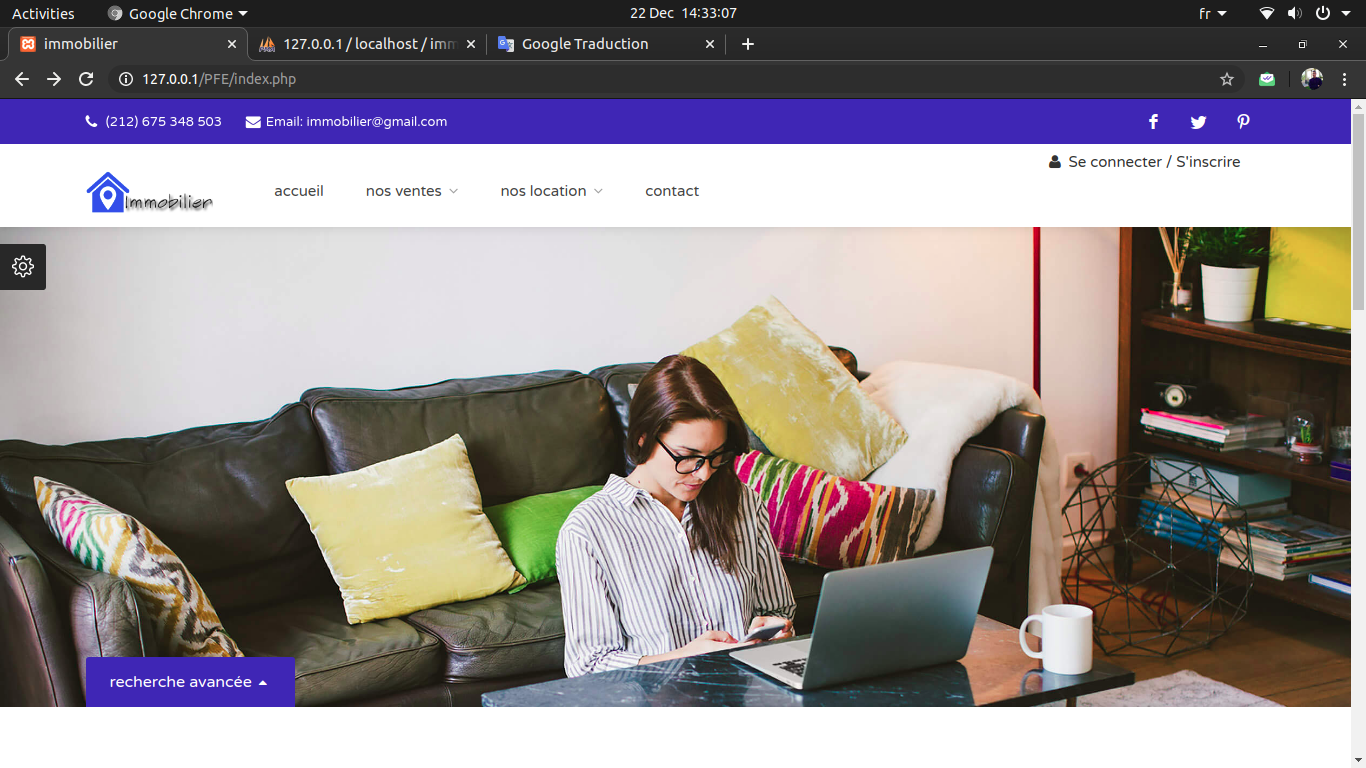 Activities Google Chrome 22 Dec 14:33:07 fr
immobilier 127.0.0.1 / localhost / imm Google Traduction
127.0.0.1/PFE/index.php
(212) 675 348 503 Email: immobilier@gmail.com
Se connecter / S'inscrire
Immobilier accueil nos ventes nos location contact
recherche avancée